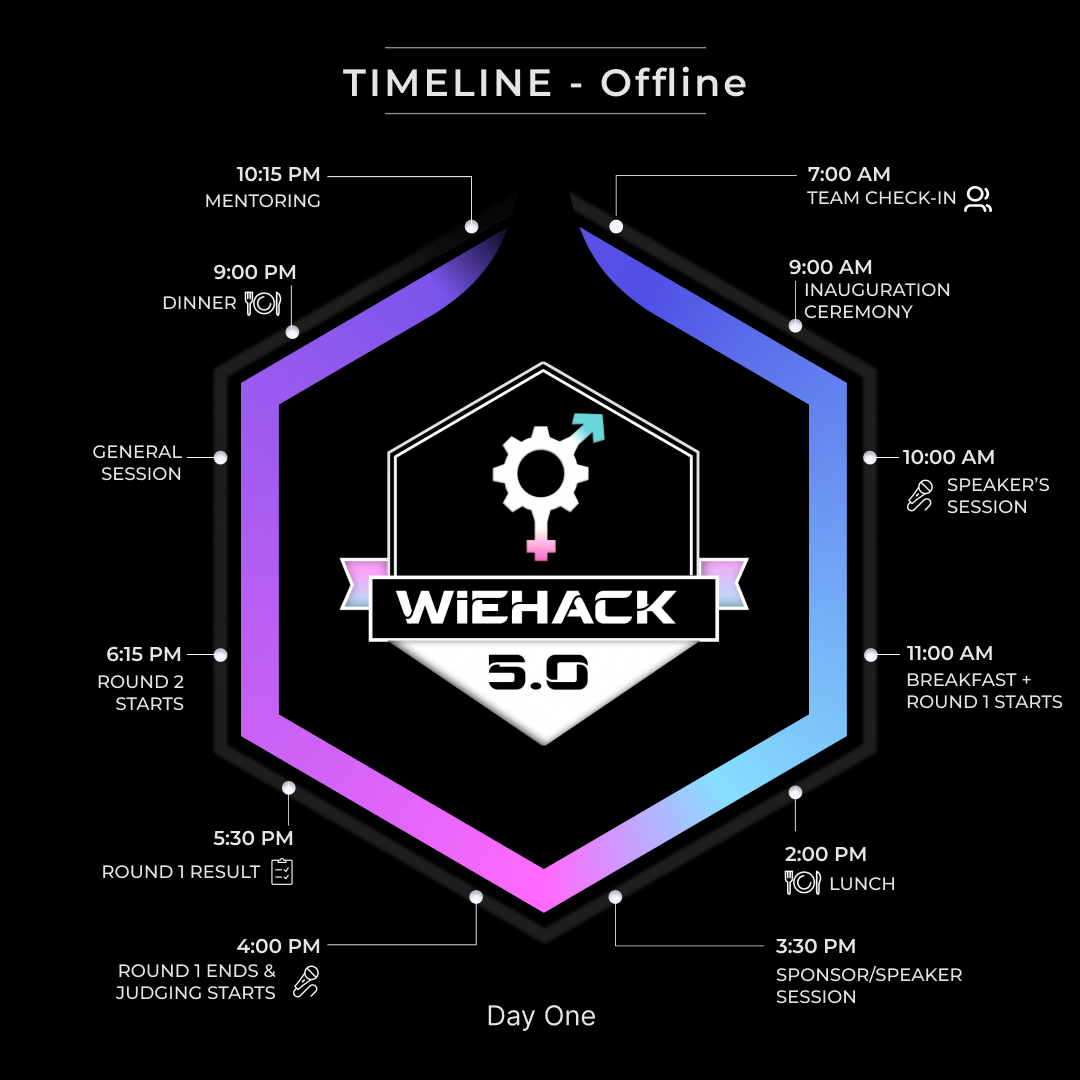 TIMELINE - Offline
7:00 AM
TEAM CHECK-IN
9:00 AM
INAUGURATION
CEREMONY
10:00 AM
SPEAKER'S
SESSION
11:00 AM
BREAKFAST +
ROUND 1 STARTS
2:00 PM
LUNCH
3:30 PM
SPONSOR/SPEAKER
SESSION
4:00 PM
ROUND 1 ENDS &
JUDGING STARTS
5:30 PM
ROUND 1 RESULT
6:15 PM
ROUND 2
STARTS
GENERAL
SESSION
9:00 PM
DINNER
10:15 PM
MENTORING
WiEHACK
5.0
Day One